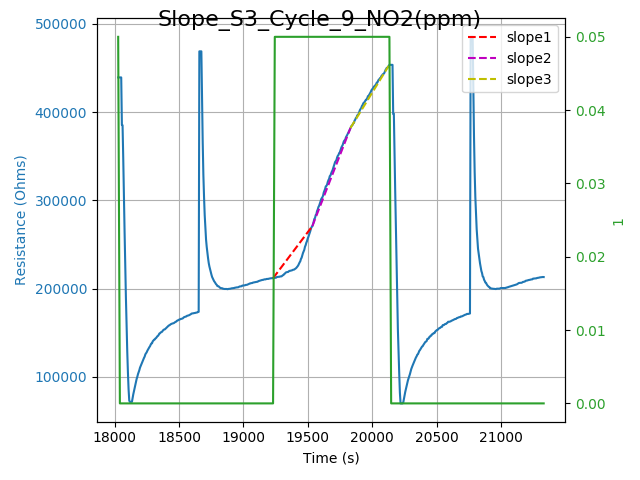 Slope_S3_Cycle_9_NO2(ppm)
slope1
slope2
slope3
500000
400000
300000
200000
100000
Resistance (Ohms)
0.05
0.04
0.03
0.02
0.01
0.00
1
18000 18500 19000 19500 20000 20500 21000
Time (s)